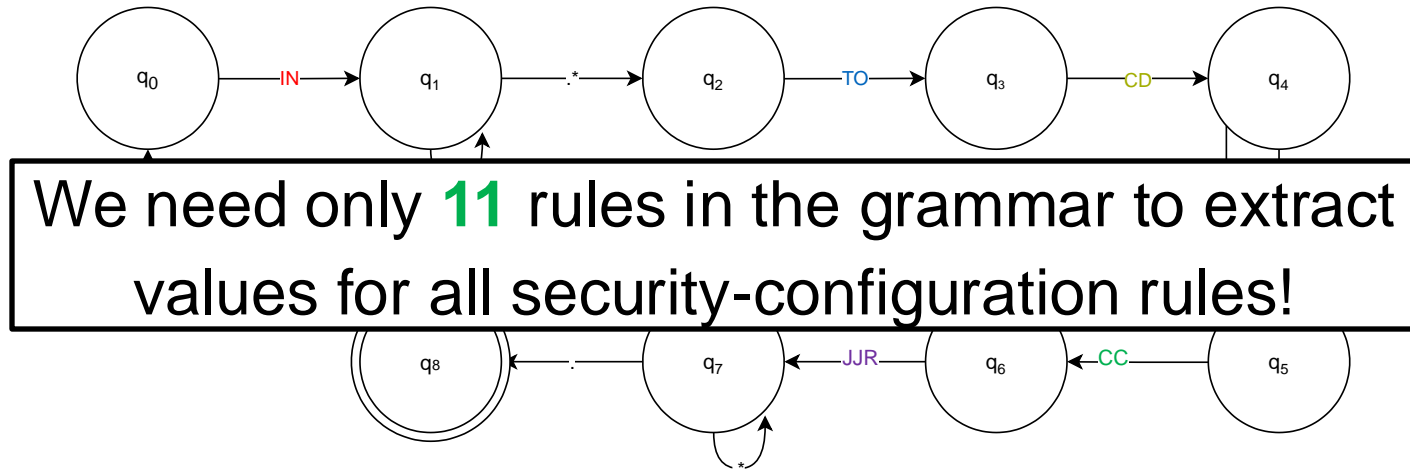 q0 IN q1 .* q2 TO q3 CD q4
We need only 11 rules in the grammar to extract
values for all security-configuration rules!
q8 . q7 JJR q6 CC q5
*